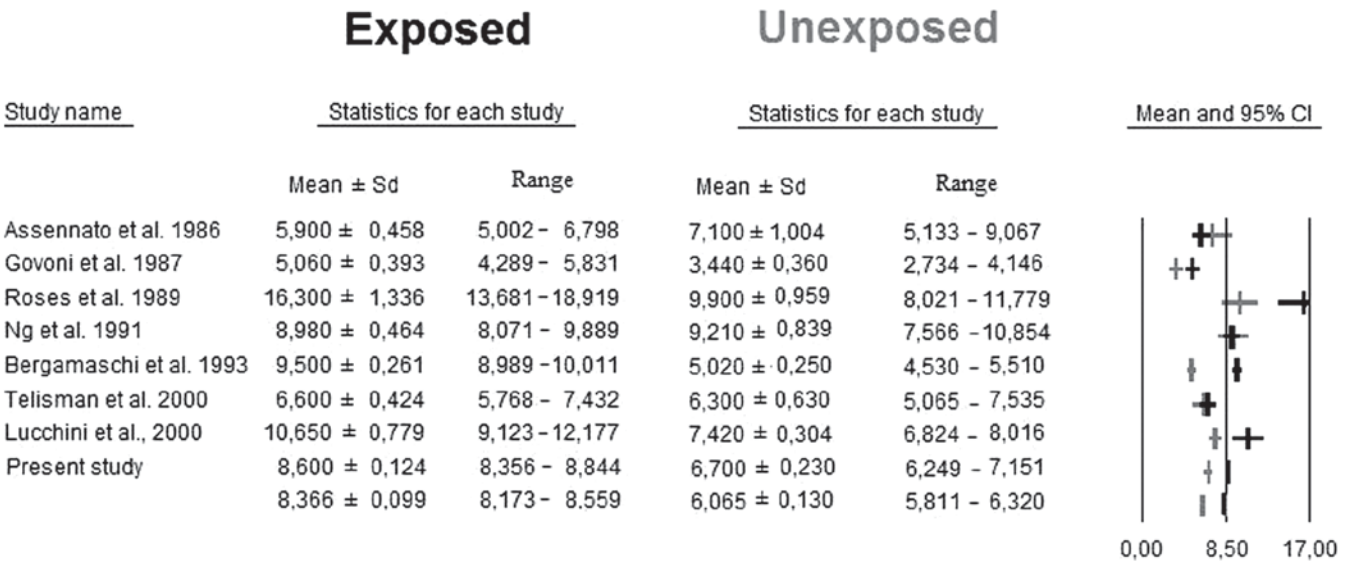 Exposed Unexposed
Study name Statistics for each study Statistics for each study Mean and 95% CI
Mean ± Sd Range Mean ± Sd Range
Assennato et al. 1986 5,900 ± 0,458 5,002 - 6,798 7,100 ± 1,004 5,133 - 9,067
Govoni et al. 1987 5,060 ± 0,393 4,289 - 5,831 3,440 ± 0,360 2,734 - 4,146
Roses et al. 1989 16,300 ± 1,336 13,681 - 18,919 9,900 ± 0,959 8,021 - 11,779
Ng et al. 1991 8,980 ± 0,464 8,071 - 9,889 9,210 ± 0,839 7,566 - 10,854
Bergamaschi et al. 1993 9,500 ± 0,261 8,989 - 10,011 5,020 ± 0,250 4,530 - 5,510
Telisman et al. 2000 6,600 ± 0,424 5,768 - 7,432 6,300 ± 0,630 5,065 - 7,535
Lucchini et al., 2000 10,650 ± 0,779 9,123 - 12,177 7,420 ± 0,304 6,824 - 8,016
Present study 8,600 ± 0,124 8,356 - 8,844 6,700 ± 0,230 6,249 - 7,151
8,366 ± 0,099 8,173 - 8.559 6,065 ± 0,130 5,811 - 6,320
0,00 8,50 17,00